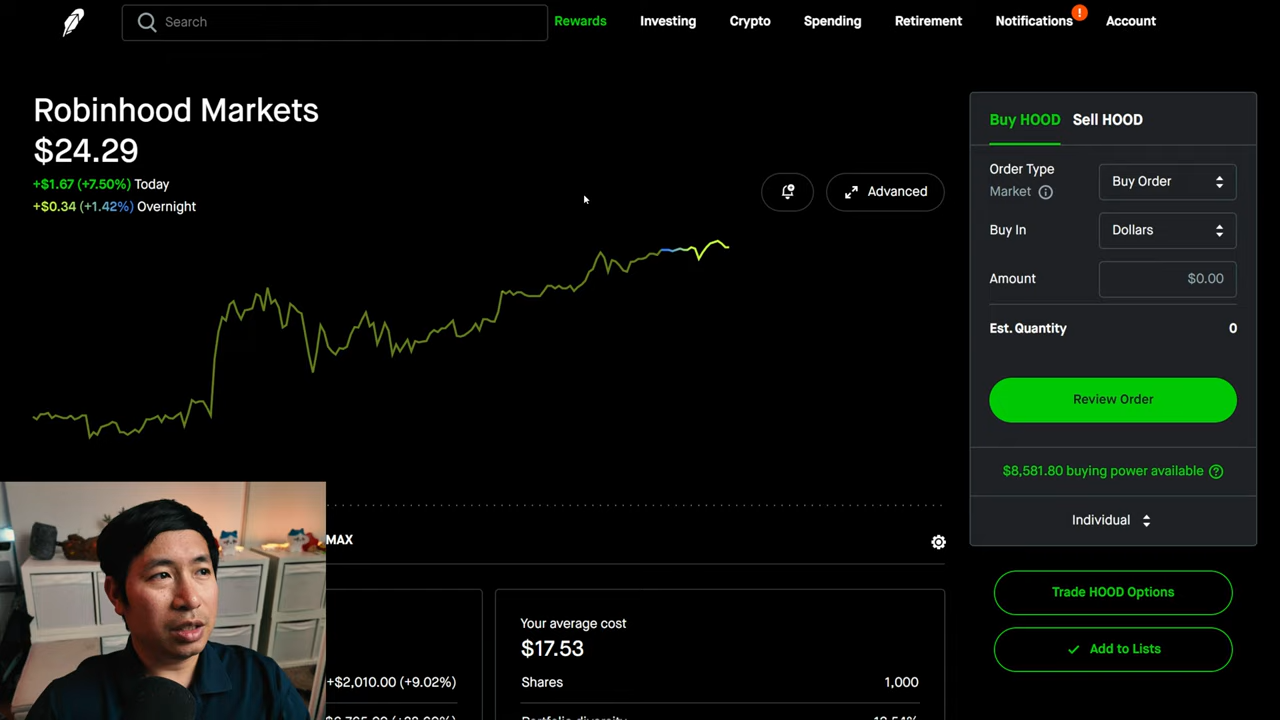 Search
Rewards
Investing
Crypto
Spending
Retirement
Notifications
!
Account
Robinhood Markets
$24.29
+$1.67 (+7.50%) Today
+$0.34 (+1.42%) Overnight
Advanced
MAX
+$2,010.00 (+9.02%)
Your average cost
$17.53
Shares 1,000
Buy HOOD Sell HOOD
Order Type
Market
Buy Order
Buy In Dollars
Amount $0.00
Est. Quantity 0
Review Order
$8,581.80 buying power available
Individual
Trade HOOD Options
Add to Lists